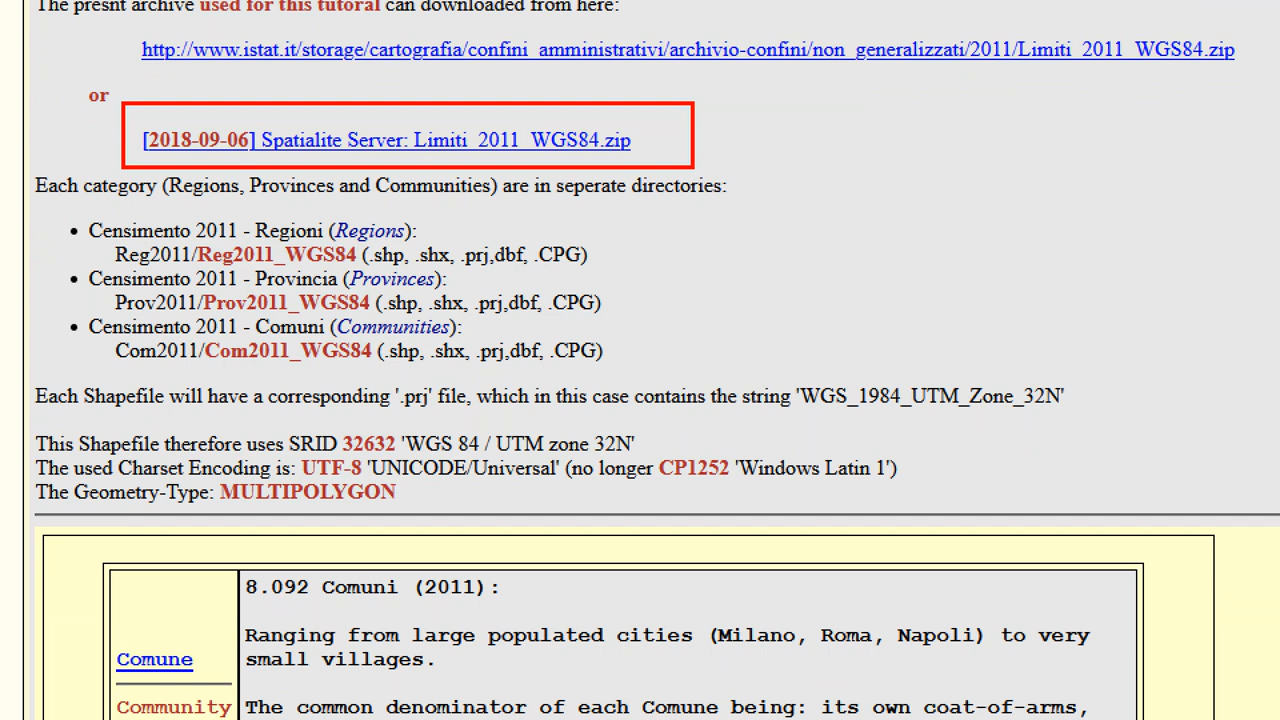 The presnt archive used for this tutoral can downloaded from here:
http://www.istat.it/storage/cartografia/confini_amministrativi/archivio-confini/non_generalizzati/2011/Limiti_2011_WGS84.zip
or
[2018-09-06] Spatialite Server: Limiti_2011_WGS84.zip
Each category (Regions, Provinces and Communities) are in seperate directories:
• Censimento 2011 - Regioni (Regions):
Reg2011/Reg2011_WGS84 (.shp, .shx, .prj,dbf, .CPG)
• Censimento 2011 - Provincia (Provinces):
Prov2011/Prov2011_WGS84 (.shp, .shx, .prj,dbf, .CPG)
• Censimento 2011 - Comuni (Communities):
Com2011/Com2011_WGS84 (.shp, .shx, .prj,dbf, .CPG)
Each Shapefile will have a corresponding '.prj' file, which in this case contains the string 'WGS_1984_UTM_Zone_32N'
This Shapefile therefore uses SRID 32632 'WGS 84 / UTM zone 32N'
The used Charset Encoding is: UTF-8 'UNICODE/Universal' (no longer CP1252 'Windows Latin 1')
The Geometry-Type: MULTIPOLYGON
8.092 Comuni (2011):
Ranging from large populated cities (Milano, Roma, Napoli) to very
small villages.
Comune
Community
The common denominator of each Comune being: its own coat-of-arms,